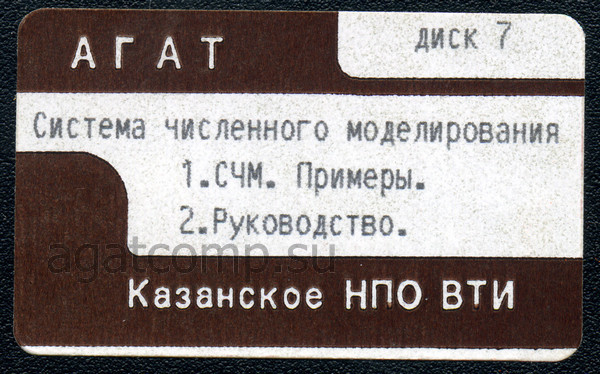 АГАТ
диск 7
Система численного моделирования
1.СЧМ. Примеры.
2.Руководство.
agatcomp.su
Казанское НПО ВТИ